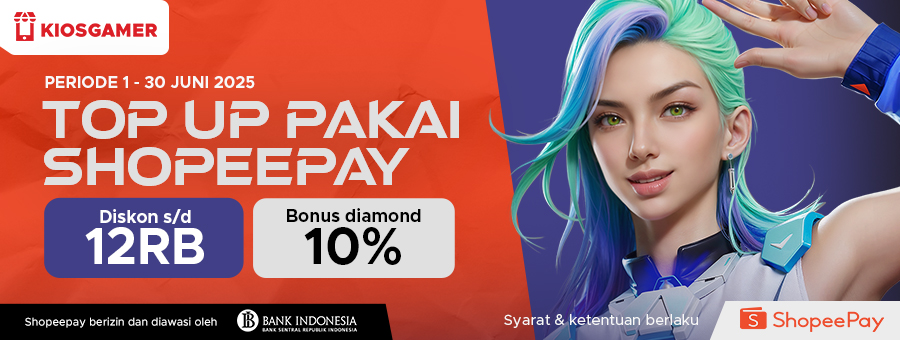 KIOSGAMER
PERIODE 1 - 30 JUNI 2025
TOP UP PAKAI
SHOPEEPAY
Diskon s/d
12RB
Bonus diamond
10%
Shopeepay berizin dan diawasi oleh
BANK INDONESIA
BANK SENTRAL REPUBLIK INDONESIA
Syarat & ketentuan berlaku
ShopeePay